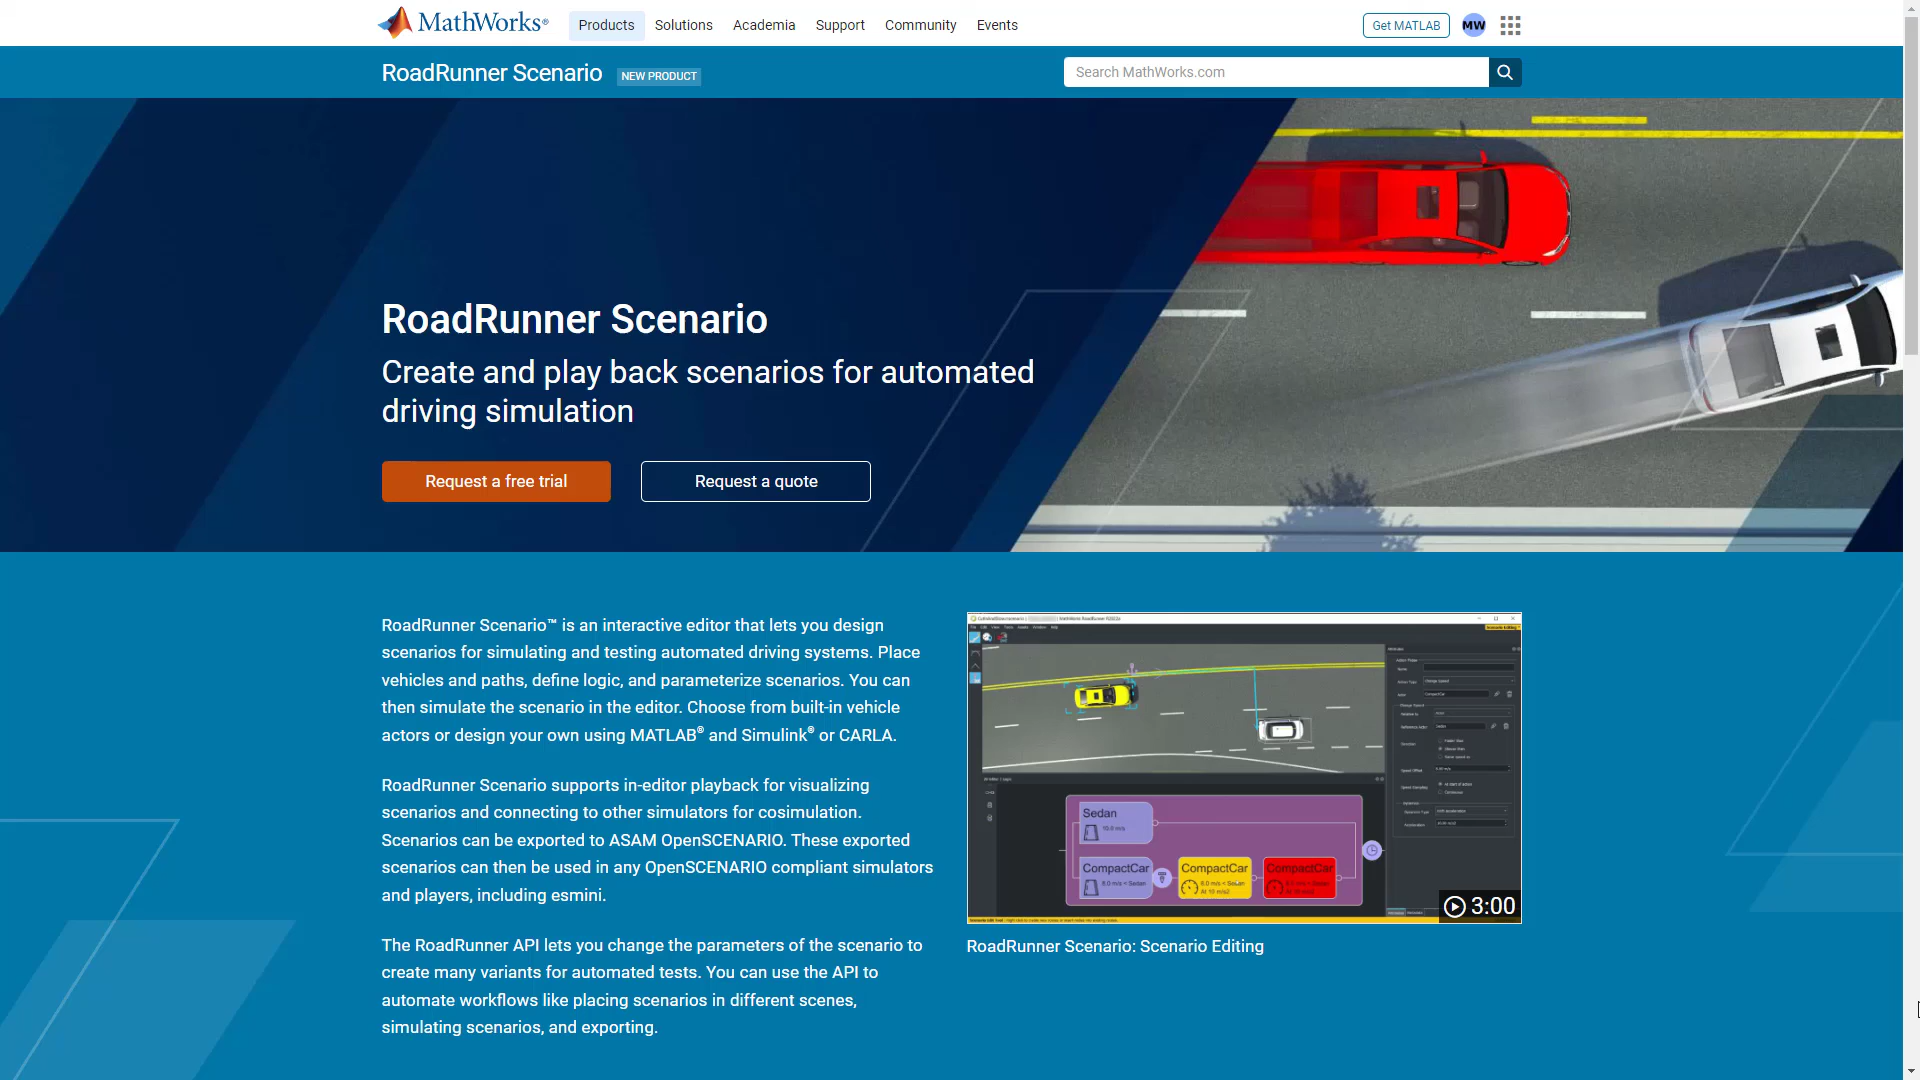 MathWorks®
Products
Solutions
Academia
Support
Community
Events
Get MATLAB
MW
RoadRunner Scenario
NEW PRODUCT
Search MathWorks.com
RoadRunner Scenario
Create and play back scenarios for automated
driving simulation
Request a free trial
Request a quote
RoadRunner Scenario™ is an interactive editor that lets you design
scenarios for simulating and testing automated driving systems. Place
vehicles and paths, define logic, and parameterize scenarios. You can
then simulate the scenario in the editor. Choose from built-in vehicle
actors or design your own using MATLAB® and Simulink® or CARLA.
RoadRunner Scenario supports in-editor playback for visualizing
scenarios and connecting to other simulators for cosimulation.
Scenarios can be exported to ASAM OpenSCENARIO. These exported
scenarios can then be used in any OpenSCENARIO compliant simulators
and players, including esmini.
The RoadRunner API lets you change the parameters of the scenario to
create many variants for automated tests. You can use the API to
automate workflows like placing scenarios in different scenes,
simulating scenarios, and exporting.
Sedan
10.0 m/s
CompactCar
CompactCar
CompactCar
3:00
RoadRunner Scenario: Scenario Editing